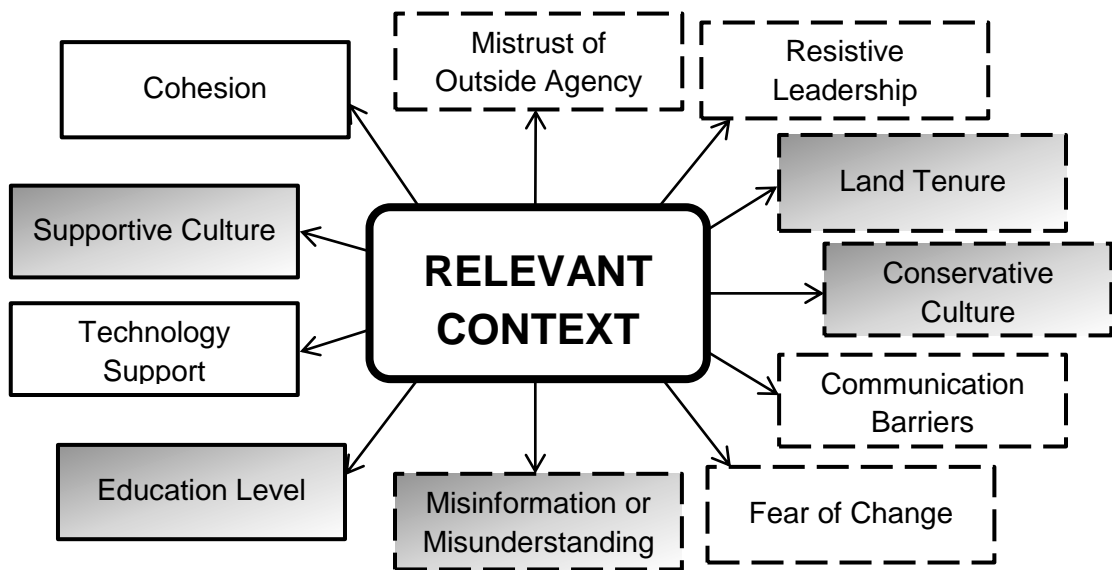 Cohesion
Mistrust of
Outside Agency
Resistive
Leadership
Supportive Culture
Land Tenure
RELEVANT
CONTEXT
Conservative
Culture
Technology
Support
Communication
Barriers
Education Level
Misinformation or
Misunderstanding
Fear of Change